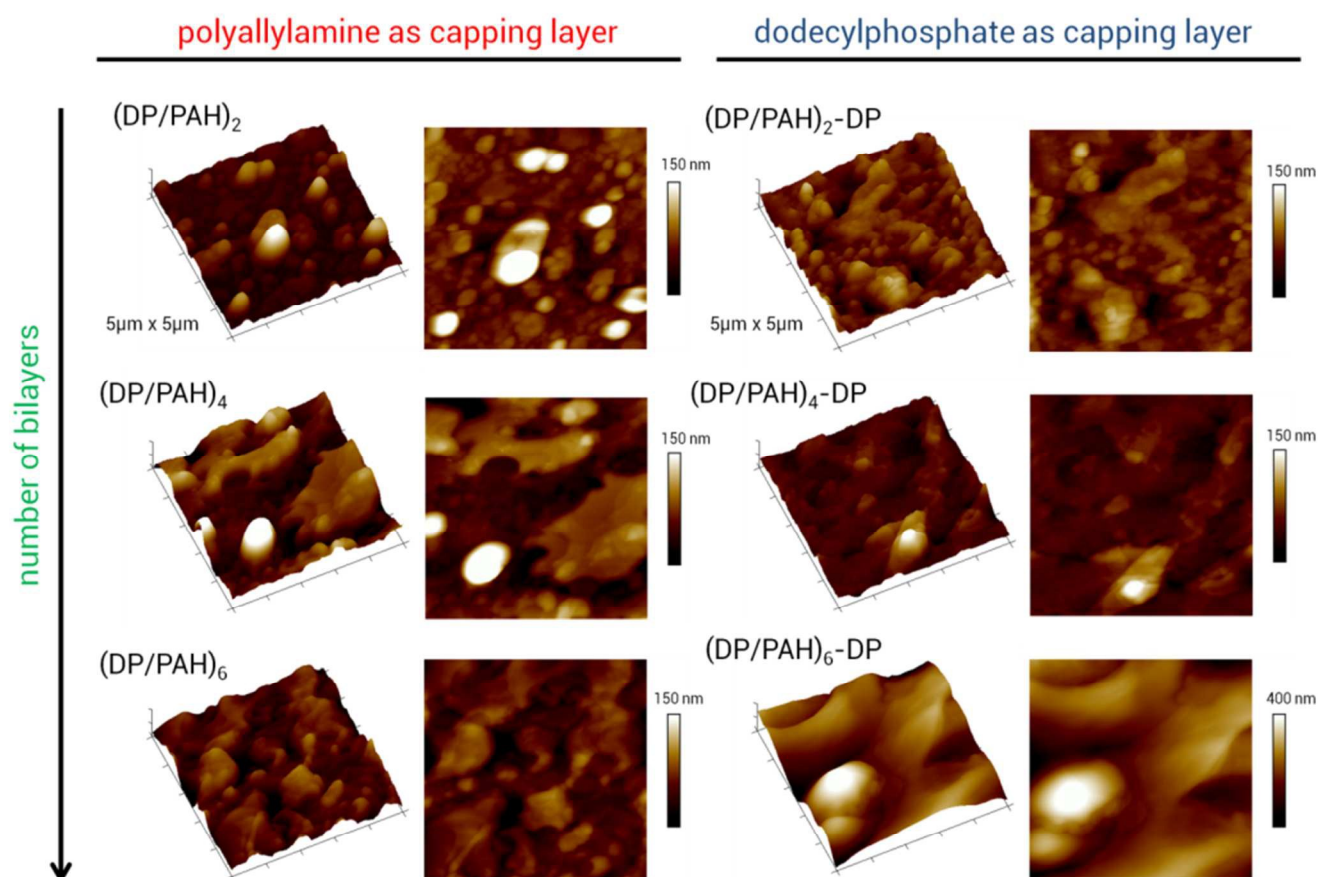 polyallylamine as capping layer
dodecylphosphate as capping layer
number of bilayers
(DP/PAH)₂
150 nm
5µm x 5µm
(DP/PAH)₂-DP
150 nm
5µm x 5µm
(DP/PAH)₄
150 nm
(DP/PAH)₄-DP
150 nm
(DP/PAH)₆
150 nm
(DP/PAH)₆-DP
400 nm